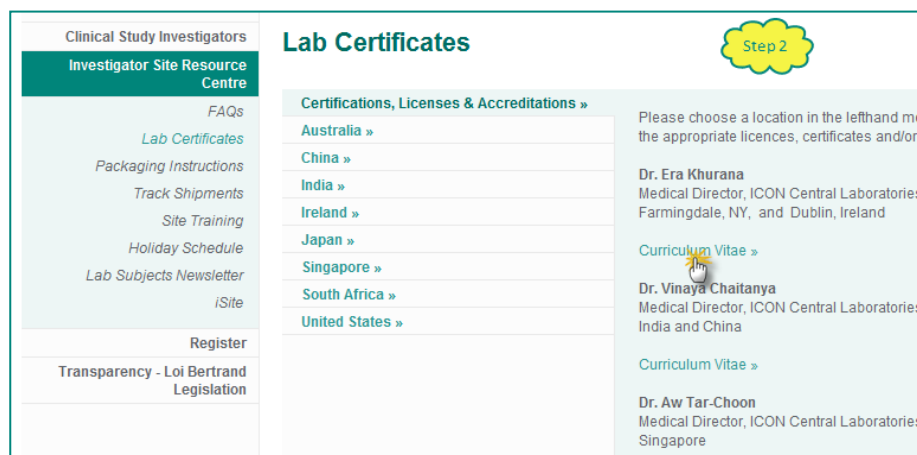 Clinical Study Investigators
Investigator Site Resource
Centre
FAQs
Lab Certificates
Packaging Instructions
Track Shipments
Site Training
Holiday Schedule
Lab Subjects Newsletter
iSite
Register
Transparency - Loi Bertrand
Legislation
Lab Certificates
Step 2
Certifications, Licenses & Accreditations »
Australia »
China »
India »
Ireland »
Japan »
Singapore »
South Africa »
United States »
Please choose a location in the lefthand
the appropriate licences, certificates and/or
Dr. Era Khurana
Medical Director, ICON Central Laboratories
Farmingdale, NY, and Dublin, Ireland
Curriculum Vitae »
Dr. Vinaya Chaitanya
Medical Director, ICON Central Laboratories
India and China
Curriculum Vitae »
Dr. Aw Tar-Choon
Medical Director, ICON Central Laboratories
Singapore